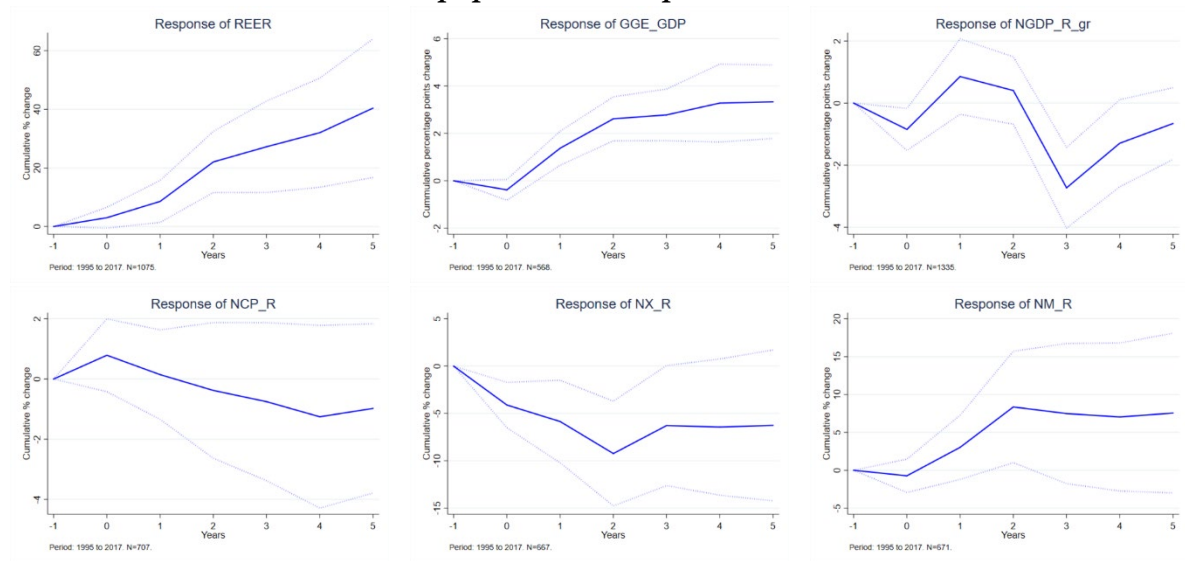 Response of REER
Cumulative % change
60
40
20
0
-1 0 1 2 3 4 5
Years
Period: 1995 to 2017. N=1075.
Response of GGE_GDP
Cummulative percentage points change
6
4
2
0
-2
-1 0 1 2 3 4 5
Years
Period: 1995 to 2017. N=568.
Response of NGDP_R_gr
Cummulative percentage points change
2
0
-2
-4
-1 0 1 2 3 4 5
Years
Period: 1995 to 2017. N=1335.
Response of NCP_R
Cumulative % change
2
0
-2
-4
-1 0 1 2 3 4 5
Years
Period: 1995 to 2017. N=707.
Response of NX_R
Cumulative % change
5
0
-5
-10
-15
-1 0 1 2 3 4 5
Years
Period: 1995 to 2017. N=667.
Response of NM_R
Cumulative % change
20
15
10
5
0
-5
-1 0 1 2 3 4 5
Years
Period: 1995 to 2017. N=671.